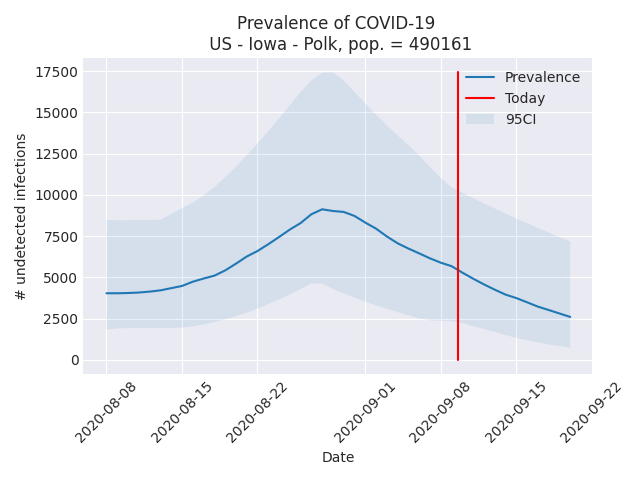 Prevalence of COVID-19
US - Iowa - Polk, pop. = 490161
17500
15000
12500
10000
7500
5000
2500
0
# undetected infections
Prevalence
Today
95CI
2020-08-08
2020-08-15
2020-08-22
2020-09-01
2020-09-08
2020-09-15
2020-09-22
Date